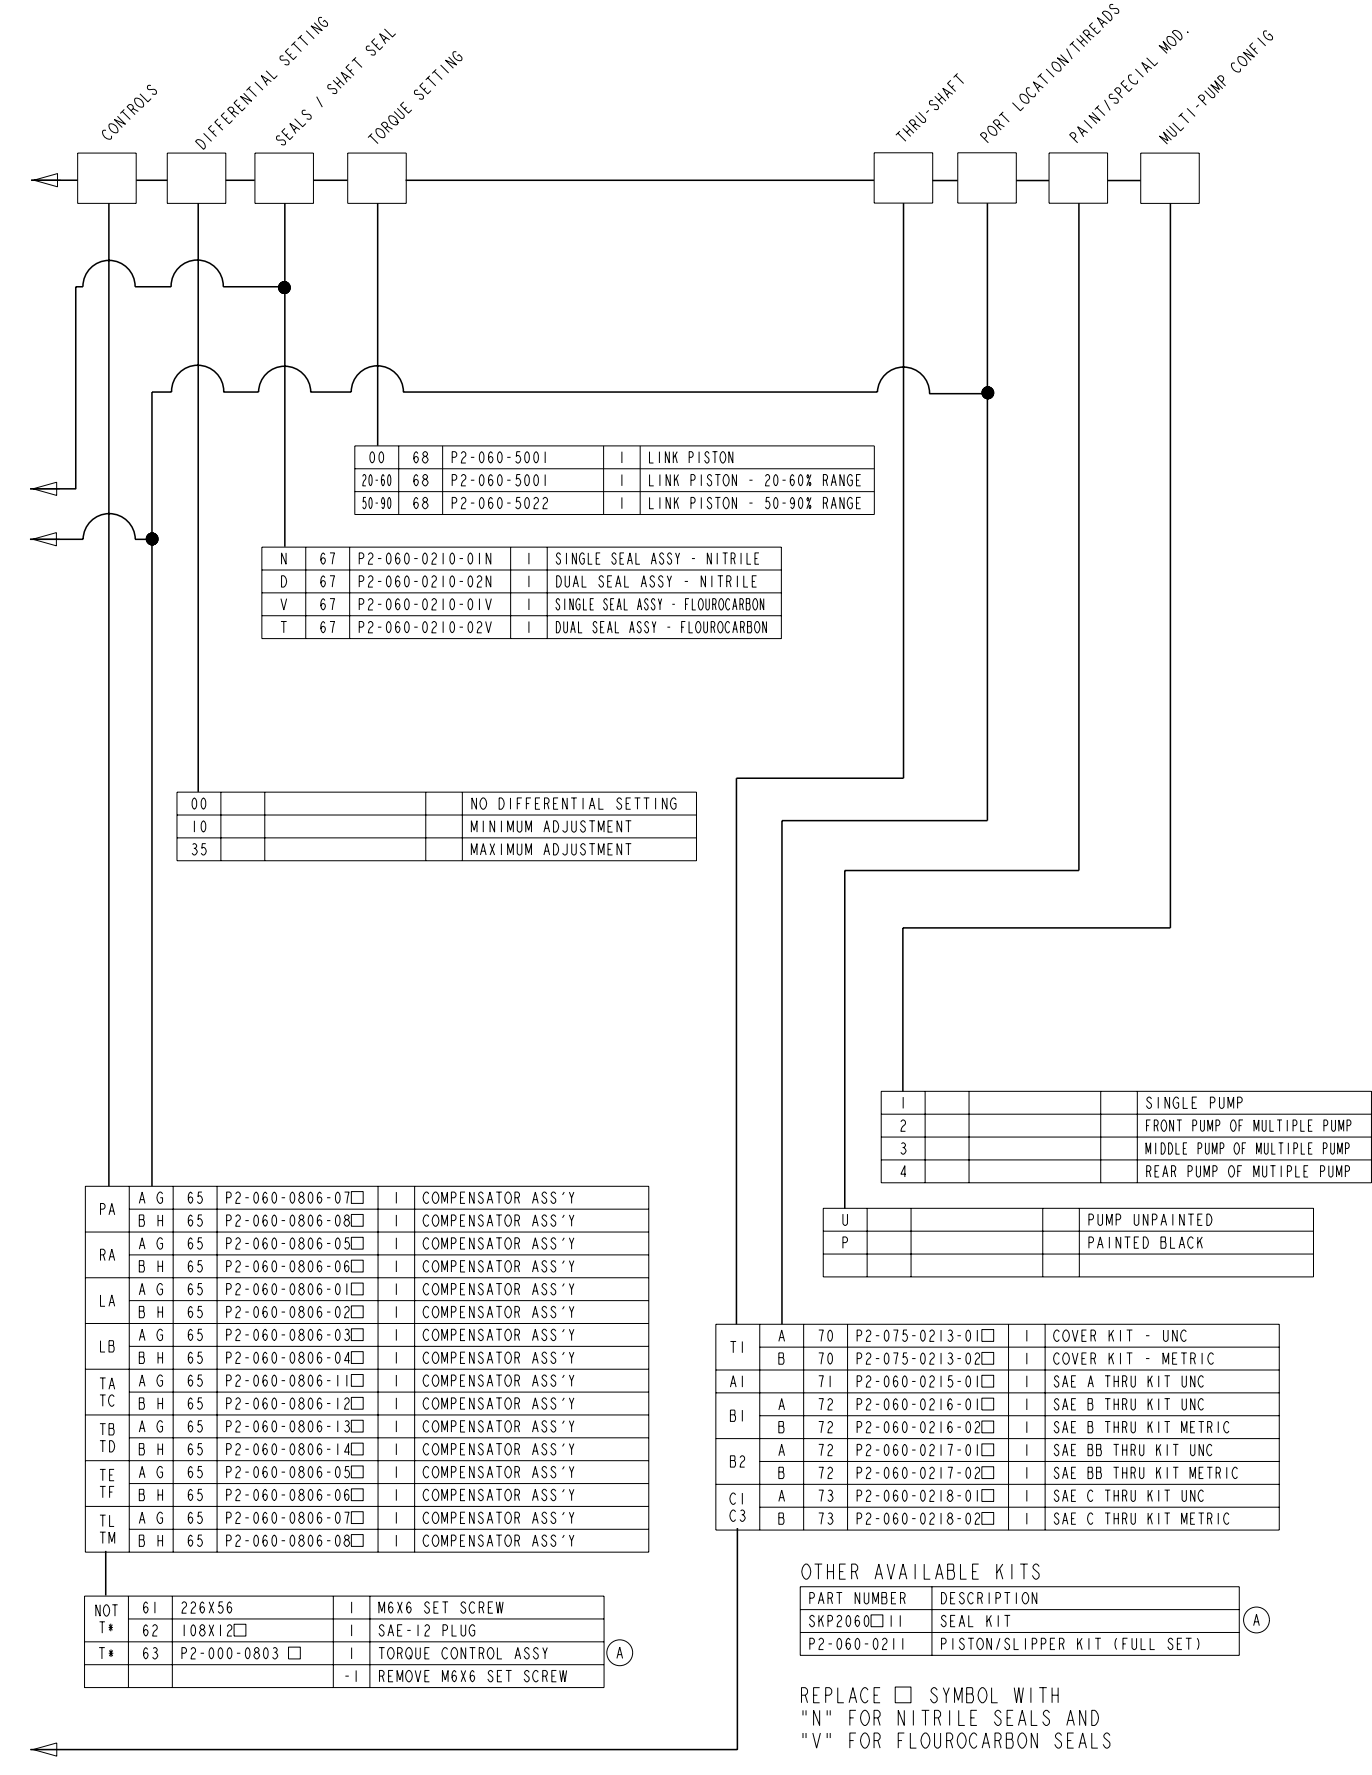 CONTROLS
DIFFERENTIAL SETTING
SEALS / SHAFT SEAL
TORQUE SETTING
THRU-SHAFT
PORT LOCATION/THREADS
PAINT/SPECIAL MOD.
MULTI-PUMP CONFIG
00 68 P2-060-5001 1 LINK PISTON
20-60 68 P2-060-5001 1 LINK PISTON - 20-60% RANGE
50-90 68 P2-060-5022 1 LINK PISTON - 50-90% RANGE
N 67 P2-060-0210-01N 1 SINGLE SEAL ASSY - NITRILE
D 67 P2-060-0210-02N 1 DUAL SEAL ASSY - NITRILE
V 67 P2-060-0210-01V 1 SINGLE SEAL ASSY - FLOUROCARBON
T 67 P2-060-0210-02V 1 DUAL SEAL ASSY - FLOUROCARBON
00 NO DIFFERENTIAL SETTING
10 MINIMUM ADJUSTMENT
35 MAXIMUM ADJUSTMENT
1 SINGLE PUMP
2 FRONT PUMP OF MULTIPLE PUMP
3 MIDDLE PUMP OF MULTIPLE PUMP
4 REAR PUMP OF MUTIPLE PUMP
U PUMP UNPAINTED
P PAINTED BLACK
PA A G 65 P2-060-0806-07□ 1 COMPENSATOR ASS'Y
B H 65 P2-060-0806-08□ 1 COMPENSATOR ASS'Y
RA A G 65 P2-060-0806-05□ 1 COMPENSATOR ASS'Y
B H 65 P2-060-0806-06□ 1 COMPENSATOR ASS'Y
LA A G 65 P2-060-0806-01□ 1 COMPENSATOR ASS'Y
B H 65 P2-060-0806-02□ 1 COMPENSATOR ASS'Y
LB A G 65 P2-060-0806-03□ 1 COMPENSATOR ASS'Y
B H 65 P2-060-0806-04□ 1 COMPENSATOR ASS'Y
TA A G 65 P2-060-0806-11□ 1 COMPENSATOR ASS'Y
TC B H 65 P2-060-0806-12□ 1 COMPENSATOR ASS'Y
TB A G 65 P2-060-0806-13□ 1 COMPENSATOR ASS'Y
TD B H 65 P2-060-0806-14□ 1 COMPENSATOR ASS'Y
TE A G 65 P2-060-0806-05□ 1 COMPENSATOR ASS'Y
TF B H 65 P2-060-0806-06□ 1 COMPENSATOR ASS'Y
TL A G 65 P2-060-0806-07□ 1 COMPENSATOR ASS'Y
TM B H 65 P2-060-0806-08□ 1 COMPENSATOR ASS'Y
T1 A 70 P2-075-0213-01□ 1 COVER KIT - UNC
B 70 P2-075-0213-02□ 1 COVER KIT - METRIC
A1 71 P2-060-0215-01□ 1 SAE A THRU KIT UNC
B1 A 72 P2-060-0216-01□ 1 SAE B THRU KIT UNC
B 72 P2-060-0216-02□ 1 SAE B THRU KIT METRIC
B2 A 72 P2-060-0217-01□ 1 SAE BB THRU KIT UNC
B 72 P2-060-0217-02□ 1 SAE BB THRU KIT METRIC
C1 A 73 P2-060-0218-01□ 1 SAE C THRU KIT UNC
C3 B 73 P2-060-0218-02□ 1 SAE C THRU KIT METRIC
NOT 61 226X56 1 M6X6 SET SCREW
T* 62 108X12□ 1 SAE-12 PLUG
T* 63 P2-000-0803 □ 1 TORQUE CONTROL ASSY A
-1 REMOVE M6X6 SET SCREW
OTHER AVAILABLE KITS
PART NUMBER DESCRIPTION
SKP2060□11 SEAL KIT A
P2-060-0211 PISTON/SLIPPER KIT (FULL SET)
REPLACE □ SYMBOL WITH
"N" FOR NITRILE SEALS AND
"V" FOR FLOUROCARBON SEALS